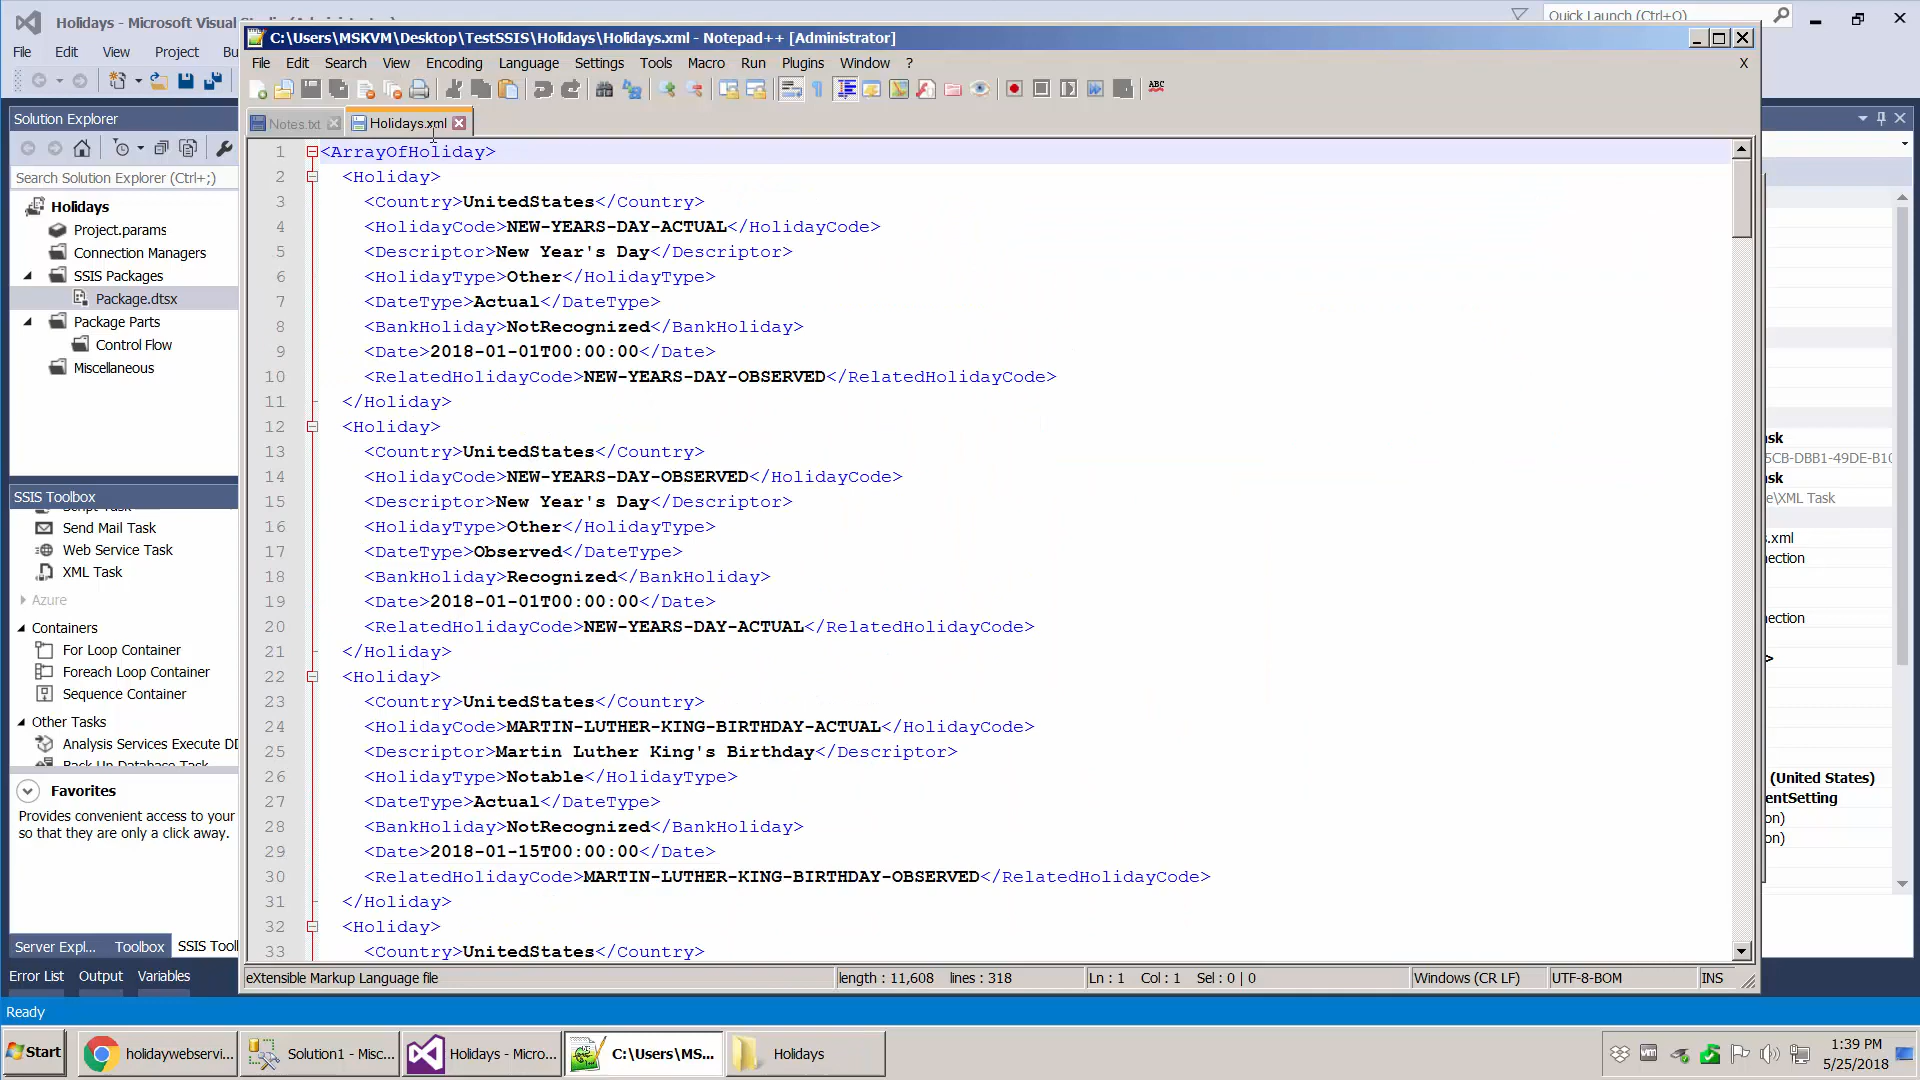 Holidays - Microsoft Visual
Quick Launch (Ctrl+Q)
File Edit View Project Bu
C:\Users\MSKVM\Desktop\TestSSIS\Holidays\Holidays.xml - Notepad++ [Administrator]
File Edit Search View Encoding Language Settings Tools Macro Run Plugins Window ?
X
ABC
Notes.txt Holidays.xml
Solution Explorer
Search Solution Explorer (Ctrl+;)
Holidays
Project.params
Connection Managers
SSIS Packages
Package.dtsx
Package Parts
Control Flow
Miscellaneous
SSIS Toolbox
Script Task
Send Mail Task
Web Service Task
XML Task
Azure
Containers
For Loop Container
Foreach Loop Container
Sequence Container
Other Tasks
Analysis Services Execute DD
Back Up Database Task
Favorites
Provides convenient access to your
so that they are only a click away.
Server Expl... Toolbox SSIS Tool
Error List Output Variables
1 <ArrayOfHoliday>
2 <Holiday>
3 <Country>UnitedStates</Country>
4 <HolidayCode>NEW-YEARS-DAY-ACTUAL</HolidayCode>
5 <Descriptor>New Year's Day</Descriptor>
6 <HolidayType>Other</HolidayType>
7 <DateType>Actual</DateType>
8 <BankHoliday>NotRecognized</BankHoliday>
9 <Date>2018-01-01T00:00:00</Date>
10 <RelatedHolidayCode>NEW-YEARS-DAY-OBSERVED</RelatedHolidayCode>
11 </Holiday>
12 <Holiday>
13 <Country>UnitedStates</Country>
14 <HolidayCode>NEW-YEARS-DAY-OBSERVED</HolidayCode>
15 <Descriptor>New Year's Day</Descriptor>
16 <HolidayType>Other</HolidayType>
17 <DateType>Observed</DateType>
18 <BankHoliday>Recognized</BankHoliday>
19 <Date>2018-01-01T00:00:00</Date>
20 <RelatedHolidayCode>NEW-YEARS-DAY-ACTUAL</RelatedHolidayCode>
21 </Holiday>
22 <Holiday>
23 <Country>UnitedStates</Country>
24 <HolidayCode>MARTIN-LUTHER-KING-BIRTHDAY-ACTUAL</HolidayCode>
25 <Descriptor>Martin Luther King's Birthday</Descriptor>
26 <HolidayType>Notable</HolidayType>
27 <DateType>Actual</DateType>
28 <BankHoliday>NotRecognized</BankHoliday>
29 <Date>2018-01-15T00:00:00</Date>
30 <RelatedHolidayCode>MARTIN-LUTHER-KING-BIRTHDAY-OBSERVED</RelatedHolidayCode>
31 </Holiday>
32 <Holiday>
33 <Country>UnitedStates</Country>
ask
5CB-DBB1-49DE-B10
ask
e\XML Task
s.xml
nection
nection
>
(United States)
entSetting
on)
on)
eXtensible Markup Language file length : 11,608 lines : 318 Ln : 1 Col : 1 Sel : 0 | 0 Windows (CR LF) UTF-8-BOM INS
Ready
Start holidaywebservi... Solution1 - Misc... Holidays - Micro... C:\Users\MS... Holidays
1:39 PM
5/25/2018